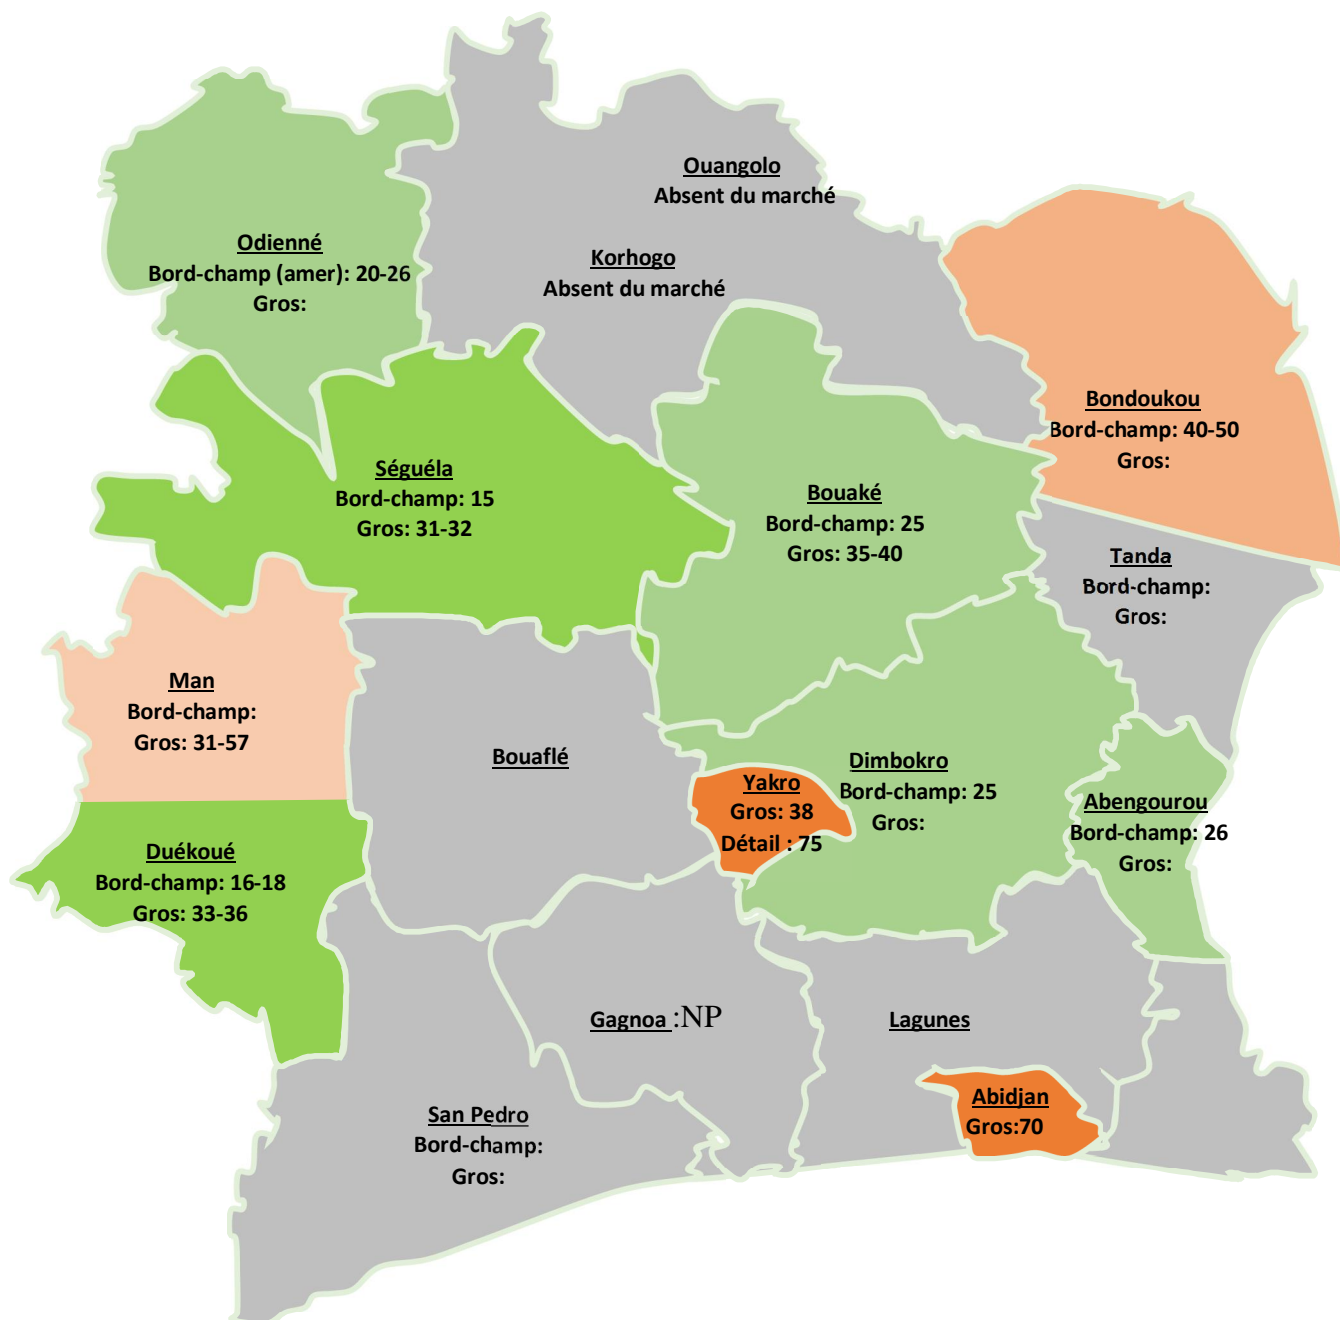 Ouangolo
Absent du marché
Odienné
Bord-champ (amer): 20-26
Gros:
Korhogo
Absent du marché
Bondoukou
Bord-champ: 40-50
Gros:
Séguéla
Bord-champ: 15
Gros: 31-32
Bouaké
Bord-champ: 25
Gros: 35-40
Tanda
Bord-champ:
Gros:
Man
Bord-champ:
Gros: 31-57
Bouaflé
Dimbokro
Bord-champ: 25
Gros:
Yakro
Gros: 38
Détail : 75
Abengourou
Bord-champ: 26
Gros:
Duékoué
Bord-champ: 16-18
Gros: 33-36
Gagnoa :NP
Lagunes
San Pedro
Bord-champ:
Gros:
Abidjan
Gros:70